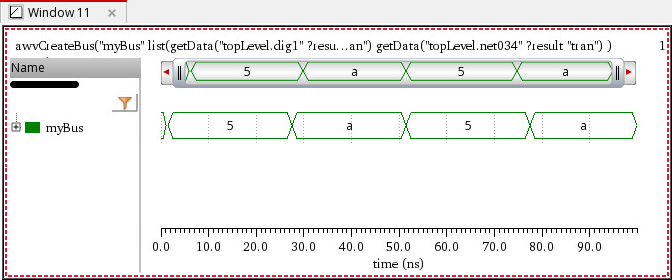 Window 11
awvCreateBus("myBus" list(getData("topLevel.dig1" ?resu...an") getData("topLevel.net034" ?result "tran") ) 1
Name
5 a 5 a
myBus
5 a 5 a
0.0 10.0 20.0 30.0 40.0 50.0 60.0 70.0 80.0 90.0
time (ns)